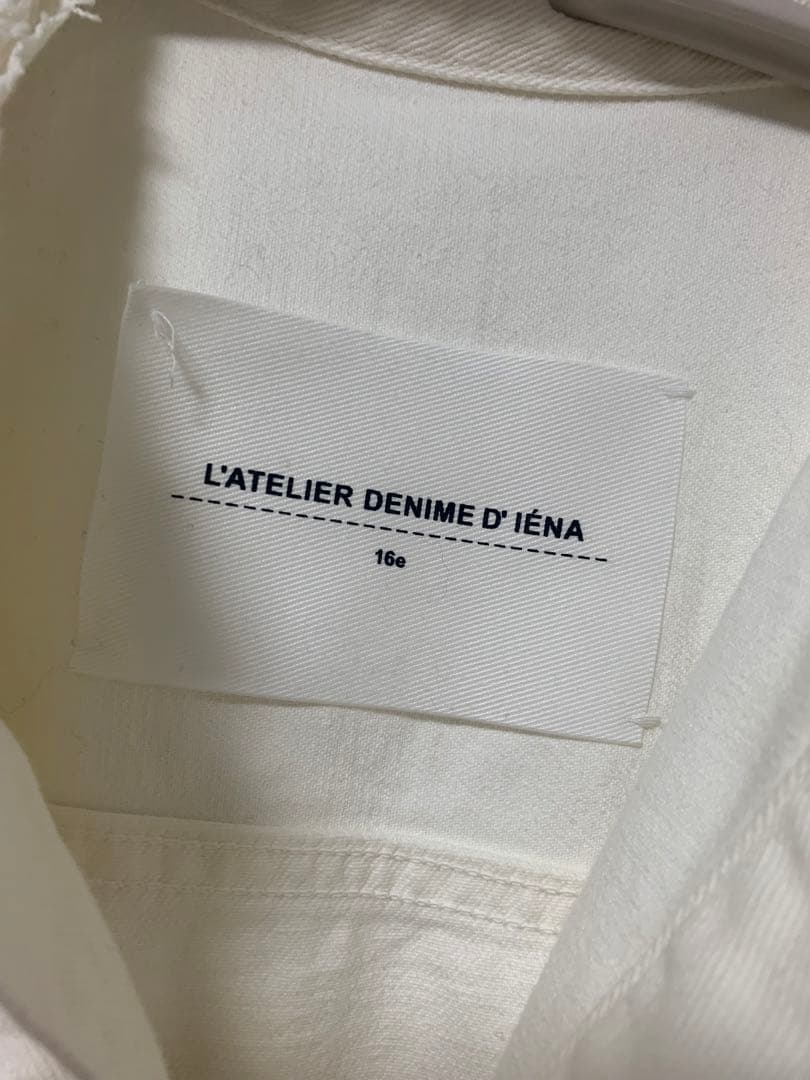 L'ATELIER DENIME D' IÉNA
16e